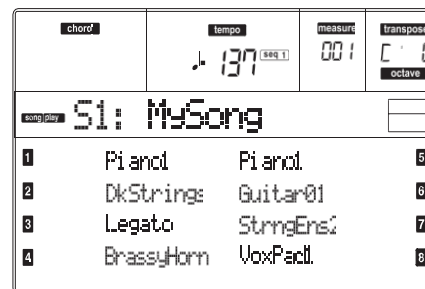 chord tempo measure transpose
♩ 137 seq 1 001 C
octave
song|play S1: MySong
1 Piano1 Piano1 5
2 DkStrings Guitar01 6
3 Legato StrngEns2 7
4 BrassyHorn VoxPad1 8